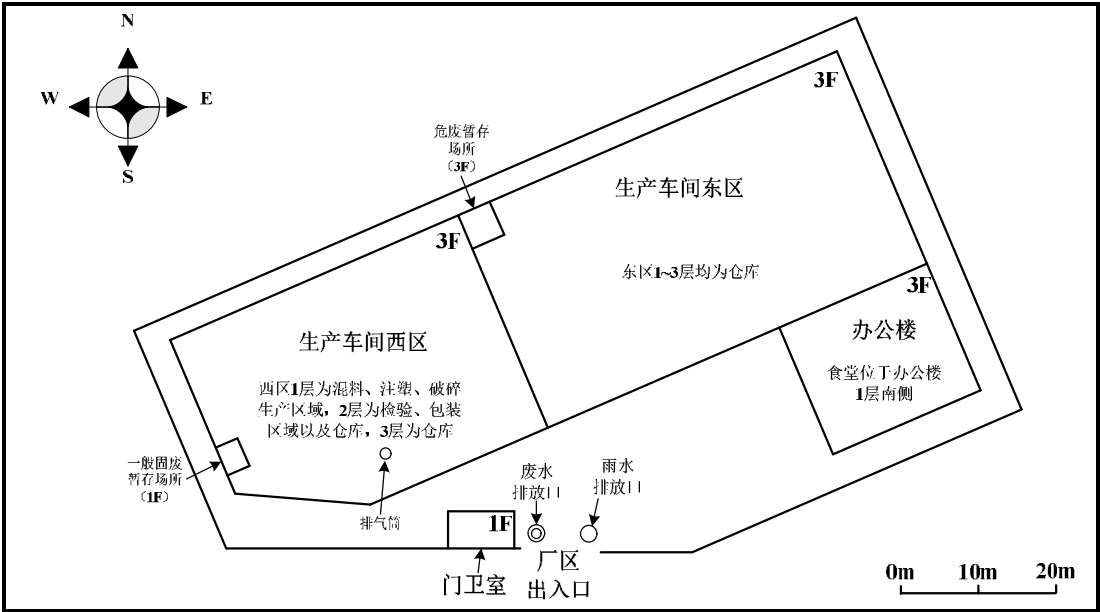 N
W
E
S
危废暂存
场所
（3F）
3F
生产车间东区
3F
东区1~3层均为仓库
3F
办公楼
食堂位于办公楼
1层南侧
生产车间西区
西区1层为混料、注塑、破碎
生产区域，2层为检验、包装
区域以及仓库，3层为仓库
一般固废
暂存场所
（1F）
排气筒
废水
排放口
雨水
排放口
1F
门卫室
厂区
出入口
0m
10m
20m